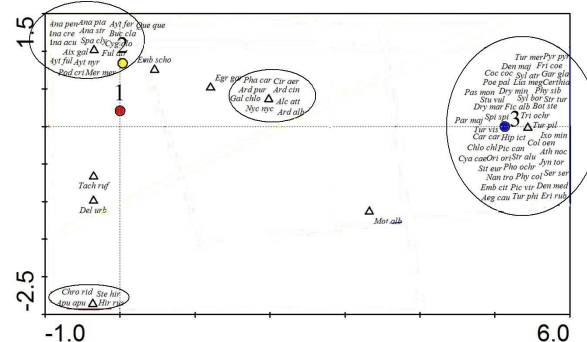 1.5
Ana pen Ana pla Ayt fer Que que
Ana cre Ana str Buc cla
Ana acu Spa cly Cyg olo
Aix gal 2 Ful atr
Ayt ful Ayt nyr
Pod cri Mer mer
Emb scho
1
Egr gar
Pha car Cir aer
Ard pur Ard cin
Gal chlo Alc att
Nyc nyc Ard alb
Tur mer Pyr pyr
Den maj Fri coe
Coc coc Syl atr Gar gla
Poe pal Lus meg Certhia
Pas mon Dry min Phy sib
Stu vul Syl bor Str tur
Dry mar Fic alb Bot ste
Par maj Spi spi 3 Tri ochr
Tur vis Tur pil
Car car Hip ict Ixo min
Col oen
Chlo chl Pic can Ath noc
Cya cae Ori ori Str alu Jyn tor
Sit eur Pho ochr Ser ser
Nan tro Phy col
Emb cit Pic vir Den med
Aeg cau Tur phi Eri rub
Tach ruf
Del urb
Mot alb
Chro rid Ste hir
Apu apu Hir rus
-2.5
-1.0 6.0